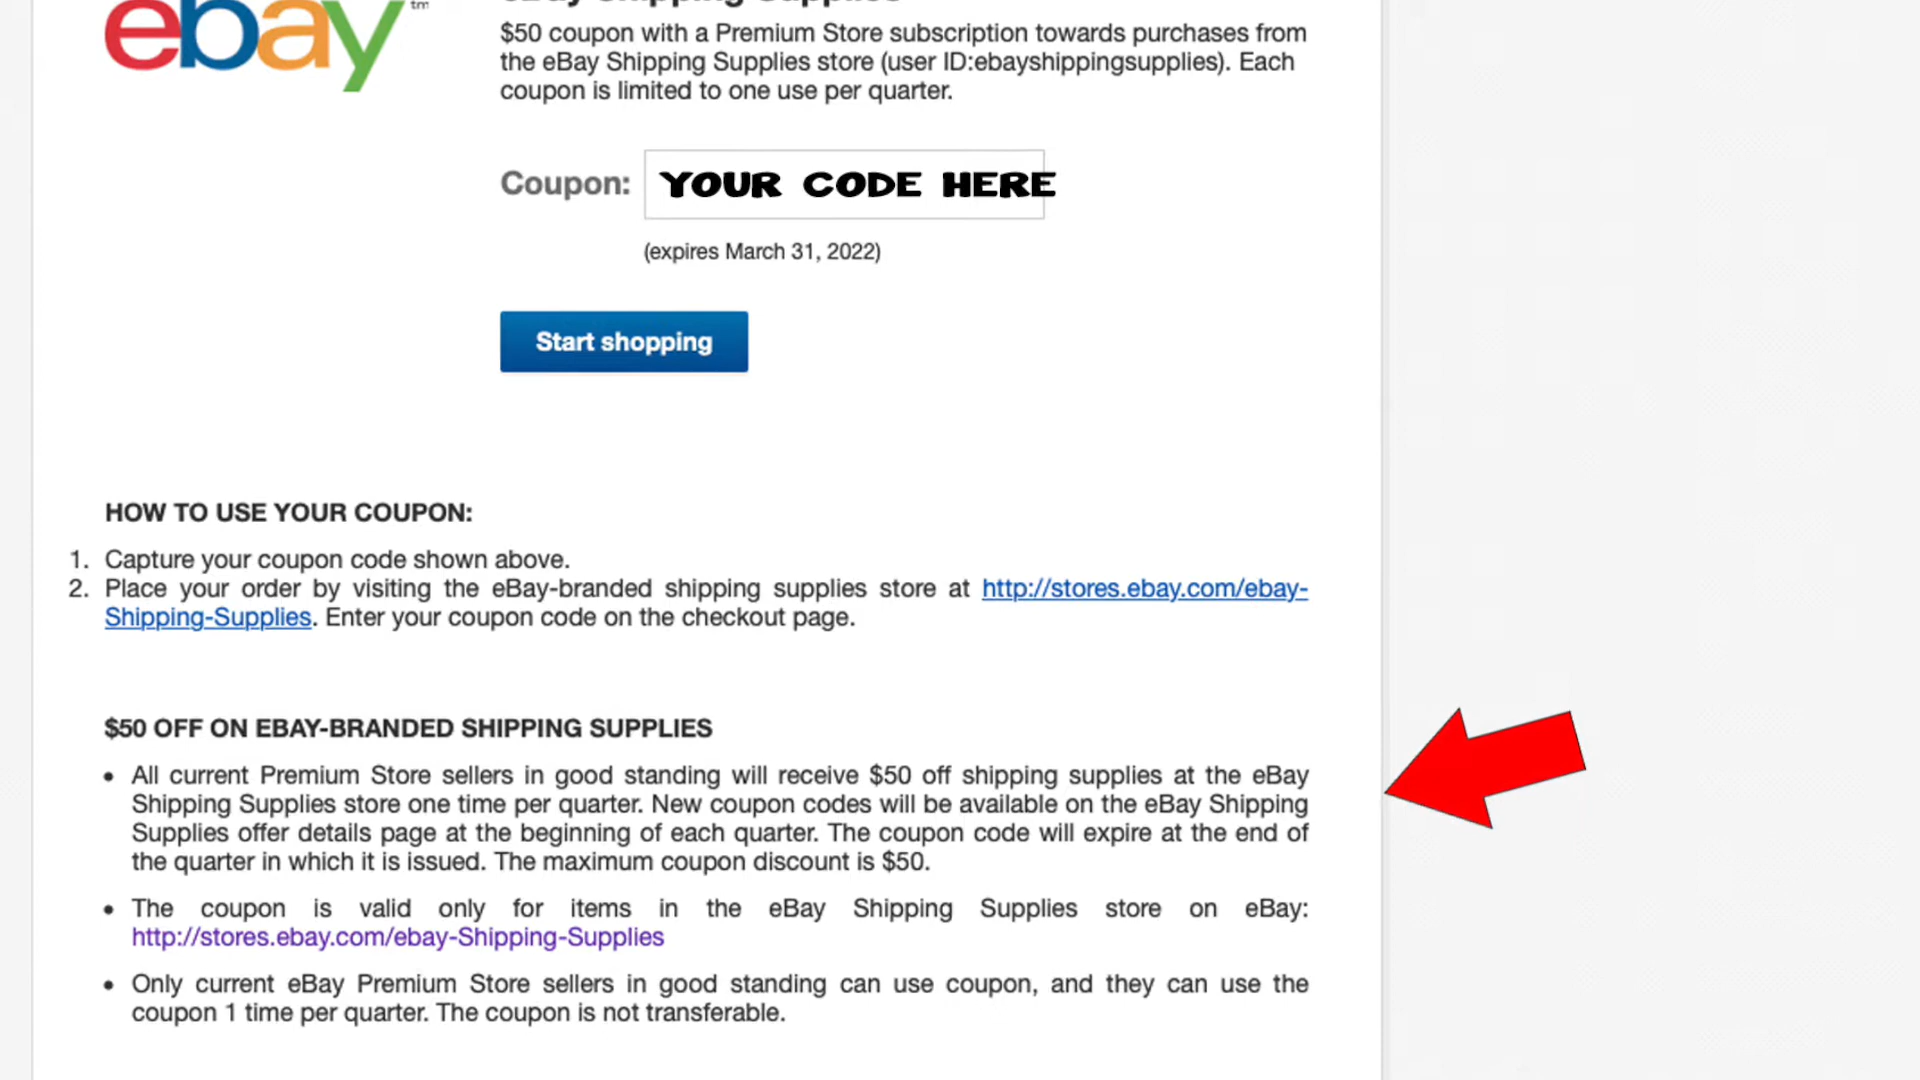 ebay
tm
eBay Shipping Supplies
$50 coupon with a Premium Store subscription towards purchases from
the eBay Shipping Supplies store (user ID:ebayshippingsupplies). Each
coupon is limited to one use per quarter.
Coupon: YOUR CODE HERE
(expires March 31, 2022)
Start shopping
HOW TO USE YOUR COUPON:
1. Capture your coupon code shown above.
2. Place your order by visiting the eBay-branded shipping supplies store at http://stores.ebay.com/ebay-
Shipping-Supplies. Enter your coupon code on the checkout page.
$50 OFF ON EBAY-BRANDED SHIPPING SUPPLIES
• All current Premium Store sellers in good standing will receive $50 off shipping supplies at the eBay
Shipping Supplies store one time per quarter. New coupon codes will be available on the eBay Shipping
Supplies offer details page at the beginning of each quarter. The coupon code will expire at the end of
the quarter in which it is issued. The maximum coupon discount is $50.
• The coupon is valid only for items in the eBay Shipping Supplies store on eBay:
http://stores.ebay.com/ebay-Shipping-Supplies
• Only current eBay Premium Store sellers in good standing can use coupon, and they can use the
coupon 1 time per quarter. The coupon is not transferable.